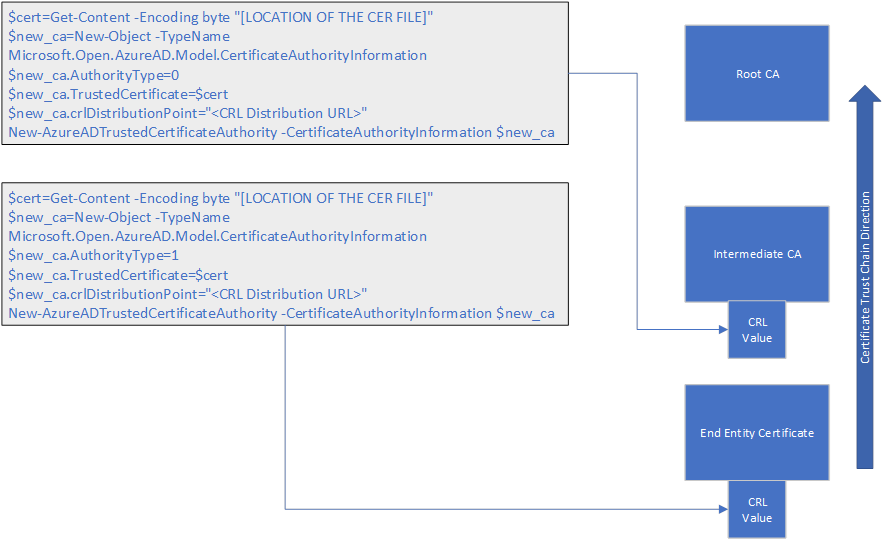 $cert=Get-Content -Encoding byte "[LOCATION OF THE CER FILE]"
$new_ca=New-Object -TypeName
Microsoft.Open.AzureAD.Model.CertificateAuthorityInformation
$new_ca.AuthorityType=0
$new_ca.TrustedCertificate=$cert
$new_ca.crlDistributionPoint="<CRL Distribution URL>"
New-AzureADTrustedCertificateAuthority -CertificateAuthorityInformation $new_ca
Root CA
$cert=Get-Content -Encoding byte "[LOCATION OF THE CER FILE]"
$new_ca=New-Object -TypeName
Microsoft.Open.AzureAD.Model.CertificateAuthorityInformation
$new_ca.AuthorityType=1
$new_ca.TrustedCertificate=$cert
$new_ca.crlDistributionPoint="<CRL Distribution URL>"
New-AzureADTrustedCertificateAuthority -CertificateAuthorityInformation $new_ca
Intermediate CA
CRL
Value
End Entity Certificate
CRL
Value
Certificate Trust Chain Direction